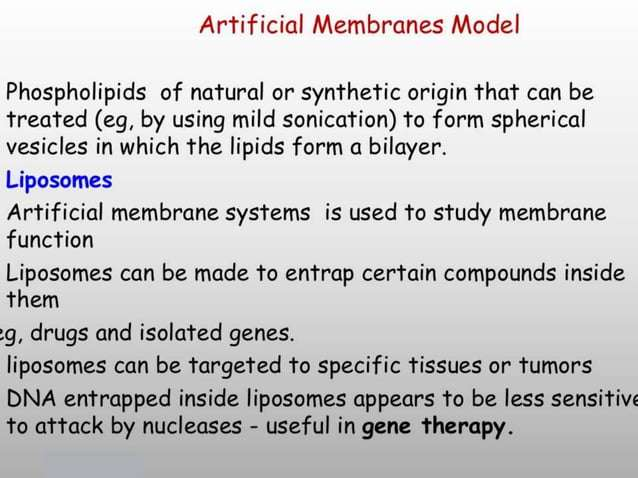 Artificial Membranes Model
Phospholipids of natural or synthetic origin that can be
treated (eg, by using mild sonication) to form spherical
vesicles in which the lipids form a bilayer.
Liposomes
Artificial membrane systems is used to study membrane
function
Liposomes can be made to entrap certain compounds inside
them
eg, drugs and isolated genes.
liposomes can be targeted to specific tissues or tumors
DNA entrapped inside liposomes appears to be less sensitive
to attack by nucleases - useful in gene therapy.